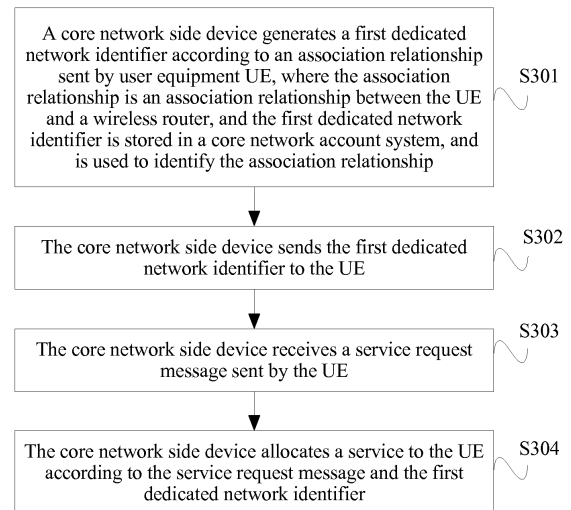 A core network side device generates a first dedicated
network identifier according to an association relationship
sent by user equipment UE, where the association
relationship is an association relationship between the UE
and a wireless router, and the first dedicated network
identifier is stored in a core network account system, and
is used to identify the association relationship
S301
The core network side device sends the first dedicated
network identifier to the UE
S302
The core network side device receives a service request
message sent by the UE
S303
The core network side device allocates a service to the UE
according to the service request message and the first
dedicated network identifier
S304